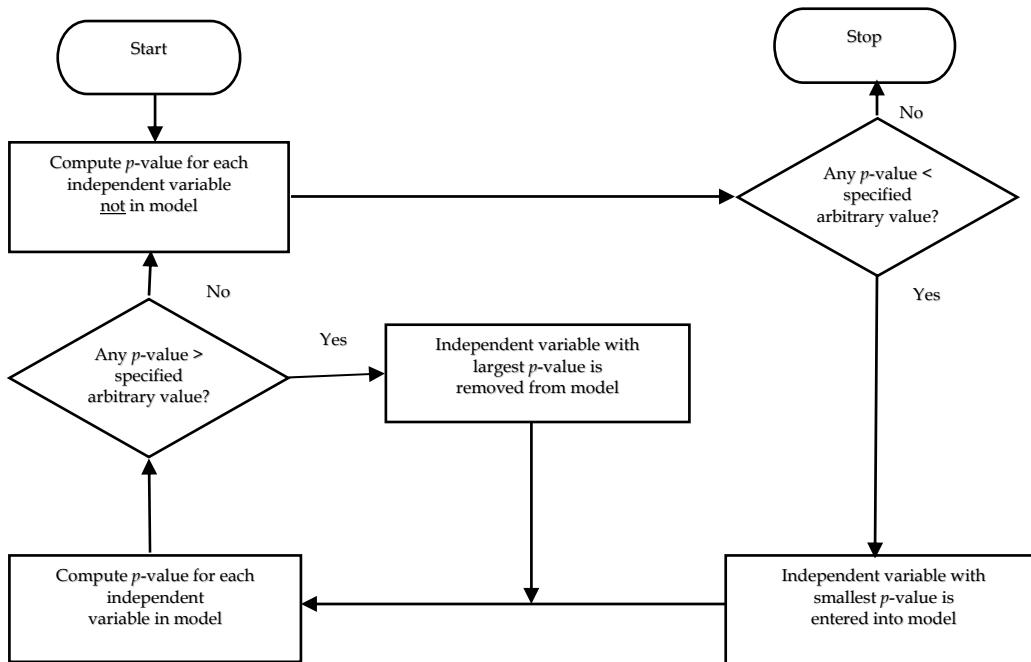 Start
Stop
No
Compute p-value for each
independent variable
not in model
Any p-value <
specified
arbitrary value?
No
Yes
Any p-value >
specified
arbitrary value?
Yes
Independent variable with
largest p-value is
removed from model
Compute p-value for each
independent
variable in model
Independent variable with
smallest p-value is
entered into model